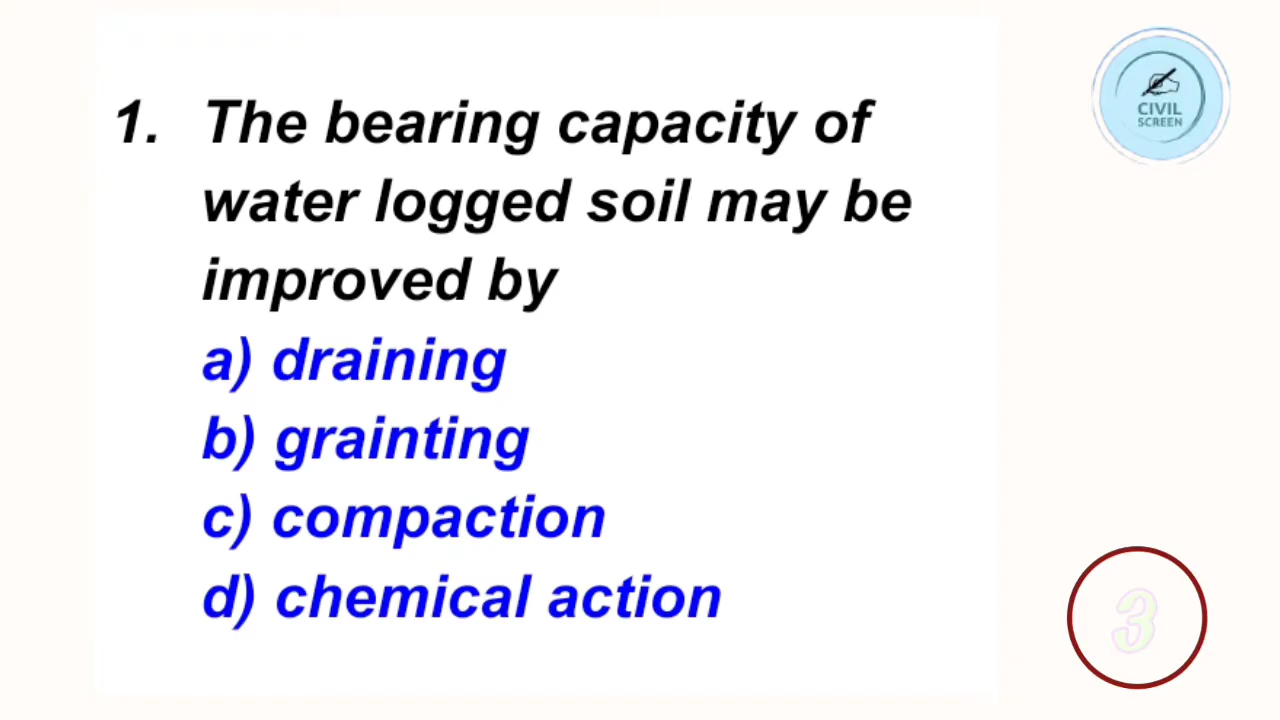 1. The bearing capacity of
water logged soil may be
improved by
a) draining
b) grainting
c) compaction
d) chemical action
CIVIL
SCREEN
3